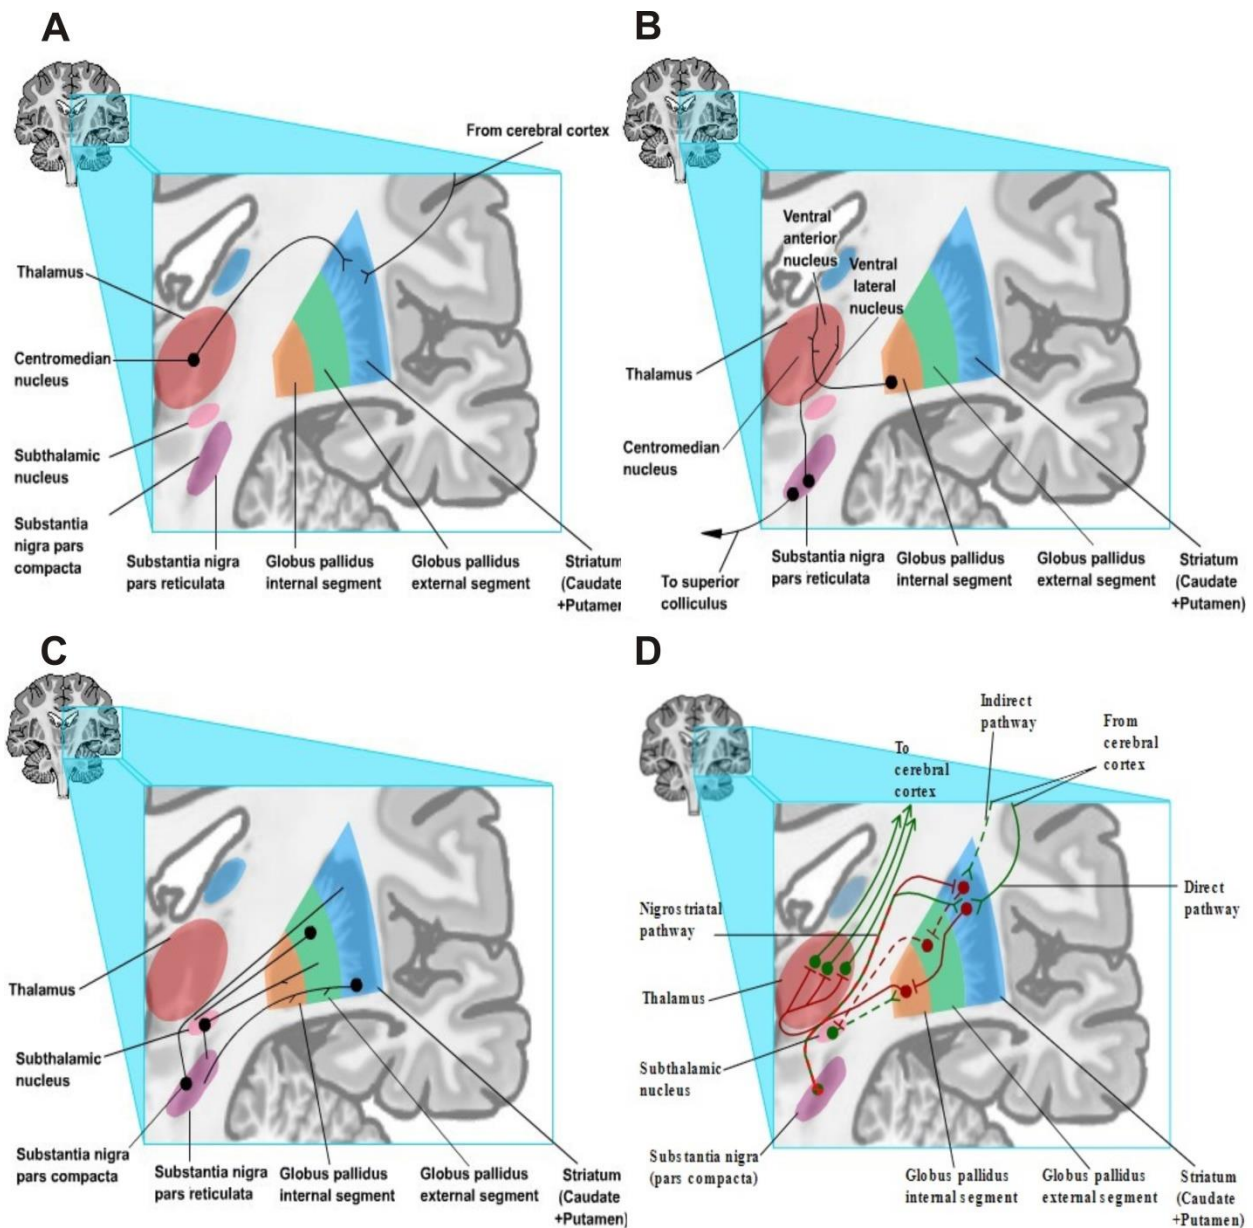 A
From cerebral cortex
Thalamus
Centromedian
nucleus
Subthalamic
nucleus
Substantia
nigra pars
compacta
Substantia nigra
pars reticulata
Globus pallidus
internal segment
Globus pallidus
external segment
Striatum
(Caudate
+Putamen
B
Ventral
anterior
nucleus
Ventral
lateral
nucleus
Thalamus
Centromedian
nucleus
To superior
colliculus
Substantia nigra
pars reticulata
Globus pallidus
internal segment
Globus pallidus
external segment
Striatum
(Caudate
+Putamen)
C
Thalamus
Subthalamic
nucleus
Substantia nigra
pars compacta
Substantia nigra
pars reticulata
Globus pallidus
internal segment
Globus pallidus
external segment
Striatum
(Caudate
+Putamen)
D
Indirect
pathway
From
cerebral
cortex
To
cerebral
cortex
Direct
pathway
Nigrostriatal
pathway
Thalamus
Subthalamic
nucleus
Substantia nigra
(pars compacta)
Globus pallidus
internal segment
Globus pallidus
external segment
Striatum
(Caudate
+Putamen)